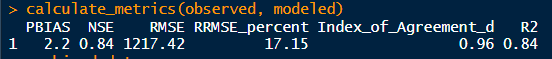 > calculate_metrics(observed, modeled)
PBIAS NSE RMSE RRMSE_percent Index_of_Agreement_d R2
1 2.2 0.84 1217.42 17.15 0.96 0.84